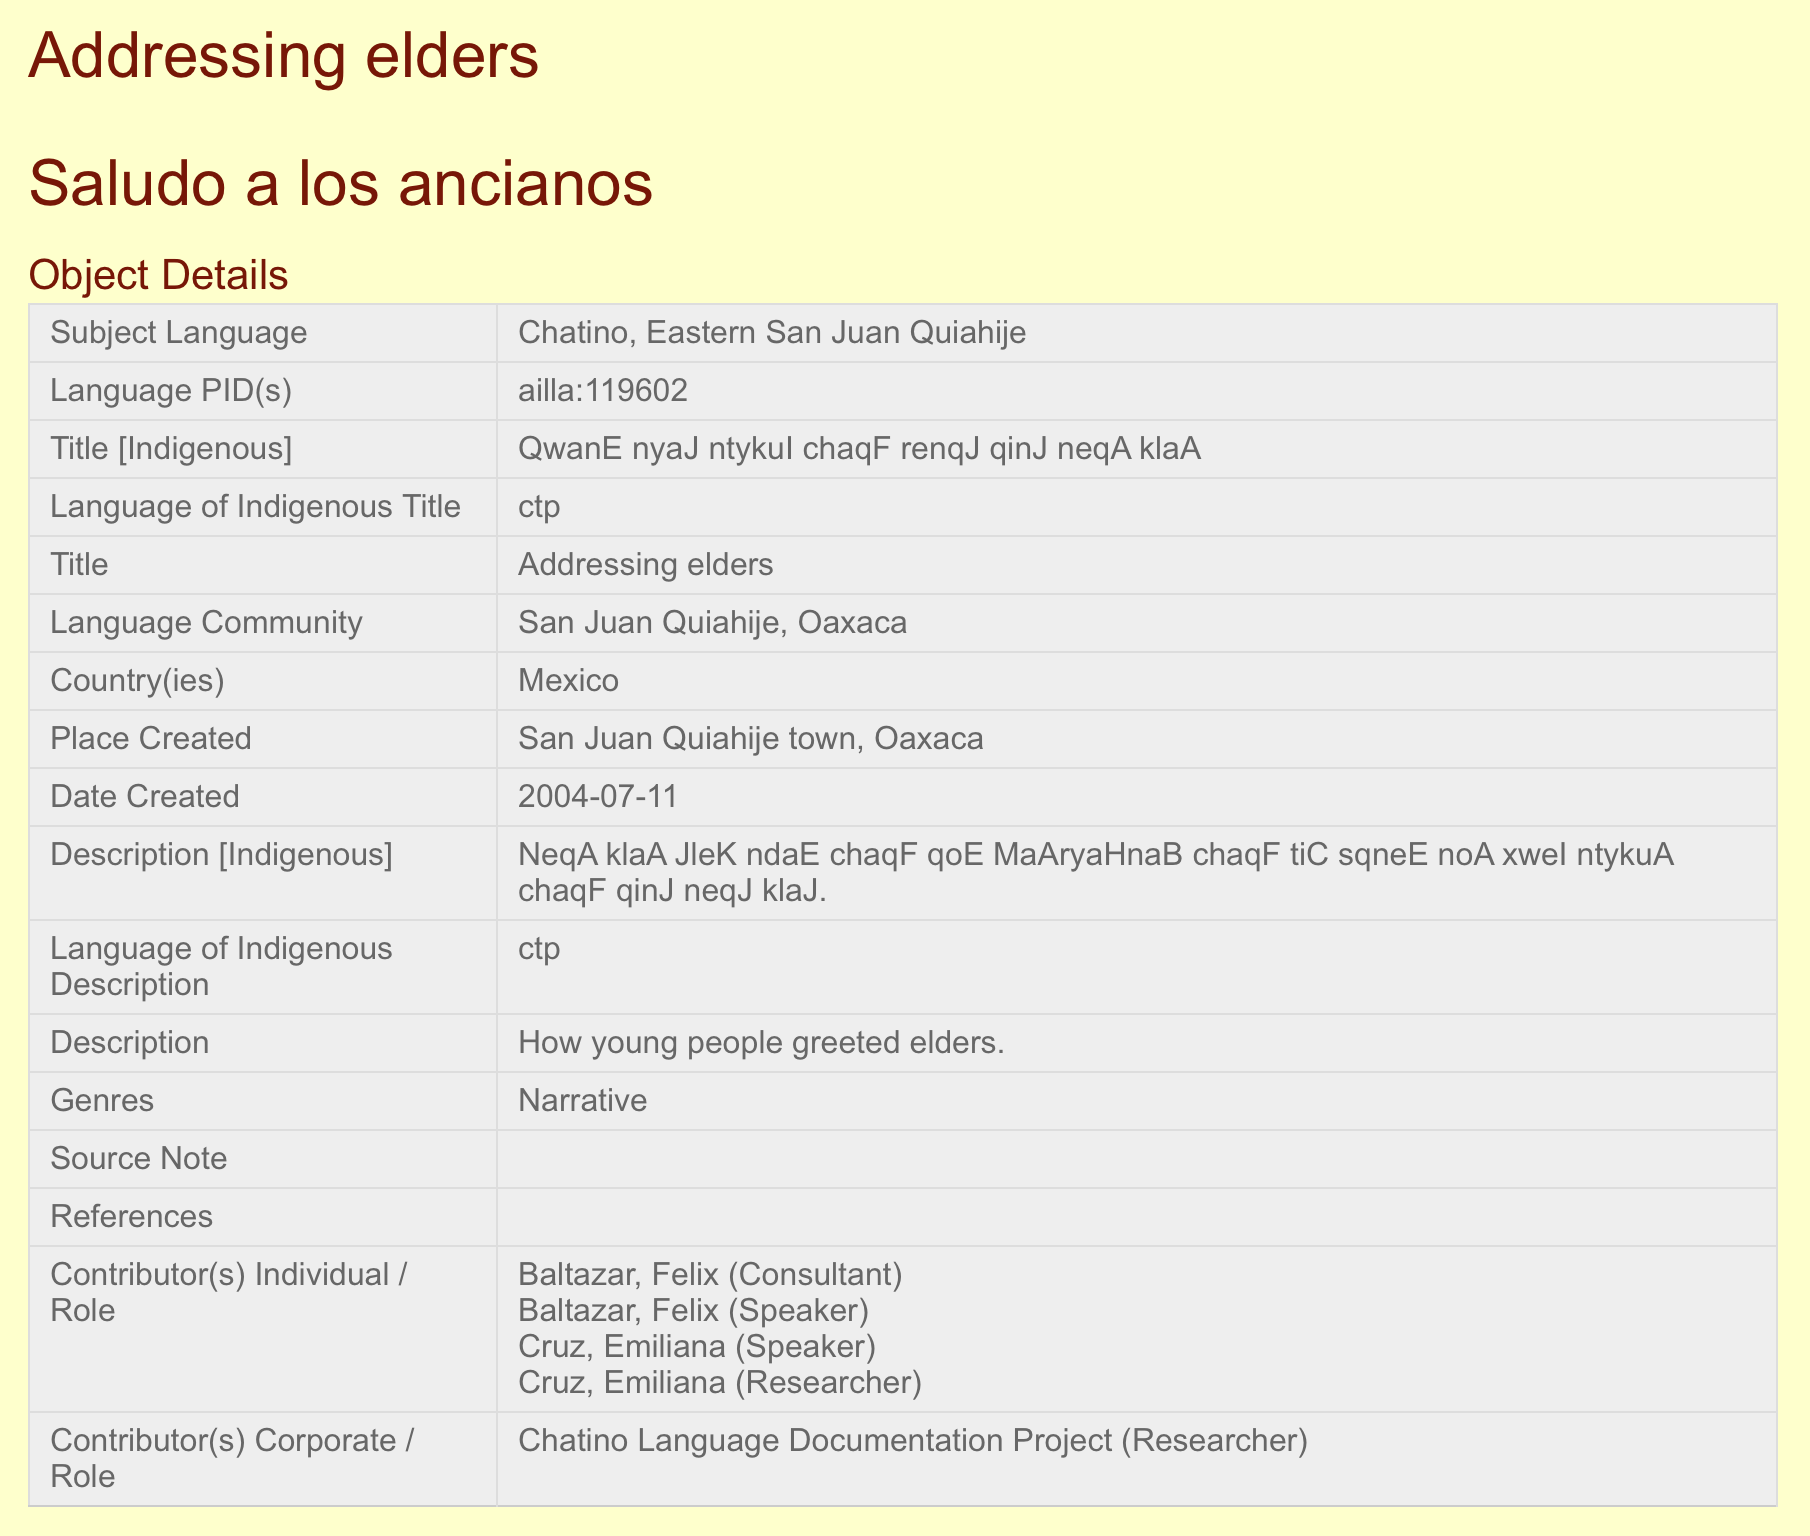 Addressing elders
Saludo a los ancianos
Object Details
Subject Language Chatino, Eastern San Juan Quiahije
Language PID(s) ailla:119602
Title [Indigenous] QwanE nyaJ ntykuI chaqF renqJ qinJ neqA klaA
Language of Indigenous Title ctp
Title Addressing elders
Language Community San Juan Quiahije, Oaxaca
Country(ies) Mexico
Place Created San Juan Quiahije town, Oaxaca
Date Created 2004-07-11
Description [Indigenous] NeqA klaA JleK ndaE chaqF qoE MaAryaHnaB chaqF tiC sqneE noA xweI ntykuA
chaqF qinJ neqJ klaJ.
Language of Indigenous ctp
Description
Description How young people greeted elders.
Genres Narrative
Source Note
References
Contributor(s) Individual / Baltazar, Felix (Consultant)
Role Baltazar, Felix (Speaker)
Cruz, Emiliana (Speaker)
Cruz, Emiliana (Researcher)
Contributor(s) Corporate / Chatino Language Documentation Project (Researcher)
Role